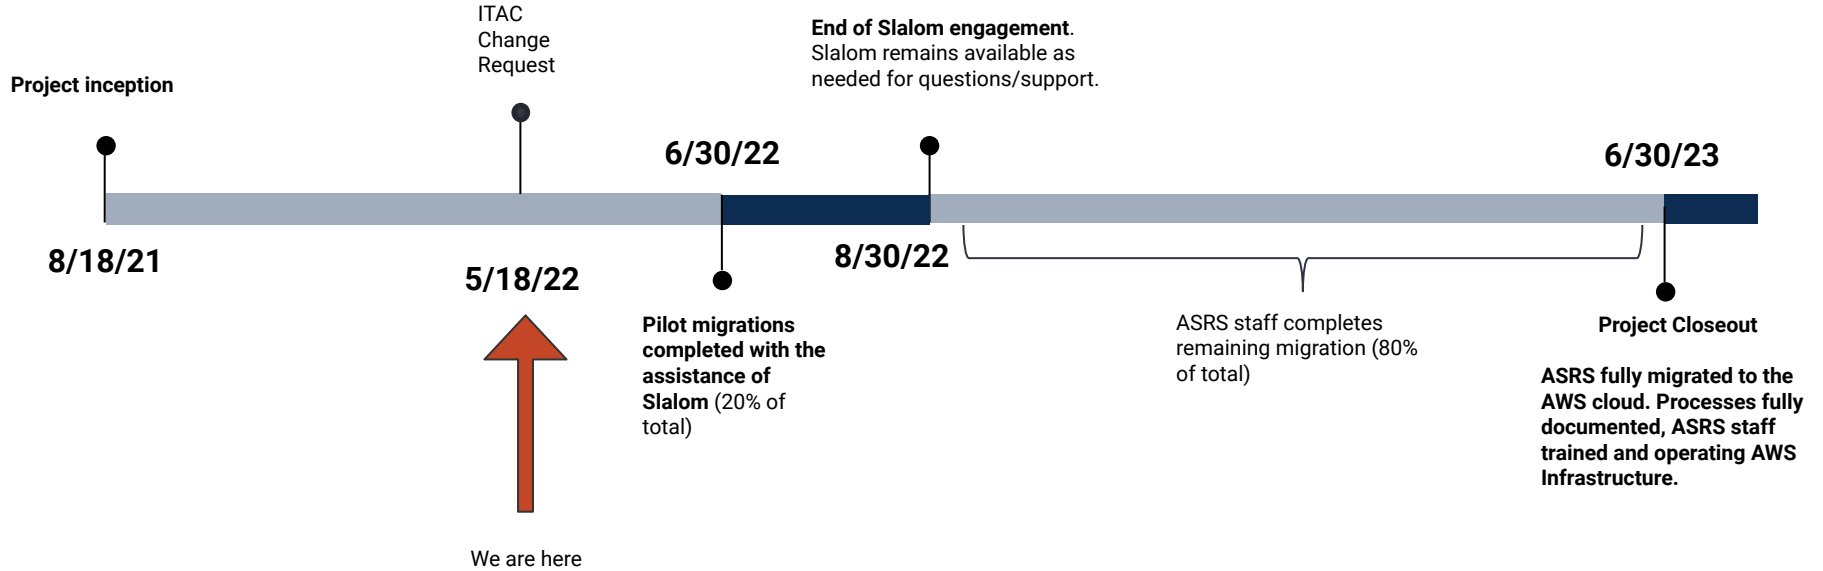 ITAC
Change
Request
End of Slalom engagement.
Slalom remains available as
needed for questions/support.
Project inception
6/30/22
6/30/23
8/18/21
5/18/22
8/30/22
Pilot migrations
completed with the
assistance of
Slalom (20% of
total)
ASRS staff completes
remaining migration (80%
of total)
Project Closeout
ASRS fully migrated to the
AWS cloud. Processes fully
documented, ASRS staff
trained and operating AWS
Infrastructure.
We are here